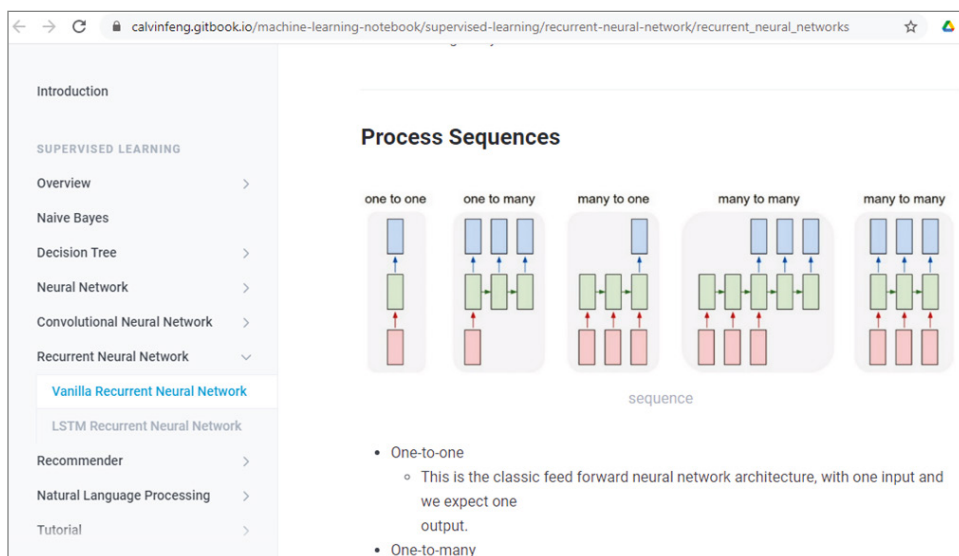 calvinfeng.gitbook.io/machine-learning-notebook/supervised-learning/recurrent-neural-network/recurrent_neural_networks
Introduction
SUPERVISED LEARNING
Overview
Naive Bayes
Decision Tree
Neural Network
Convolutional Neural Network
Recurrent Neural Network
Vanilla Recurrent Neural Network
LSTM Recurrent Neural Network
Recommender
Natural Language Processing
Tutorial
Process Sequences
one to one one to many many to one many to many many to many
sequence
• One-to-one
◦ This is the classic feed forward neural network architecture, with one input and
we expect one
output.
• One-to-many